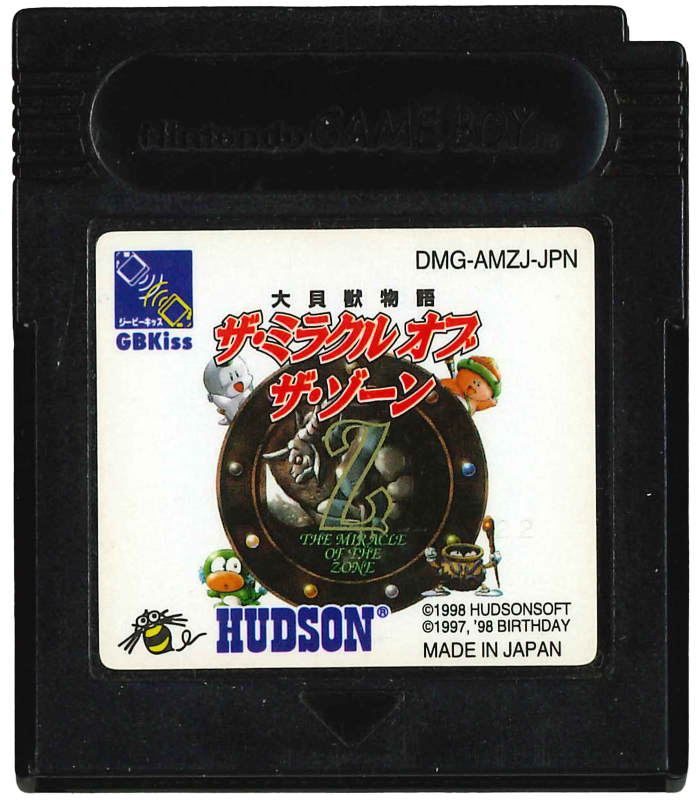 Nintendo GAME BOY
DMG-AMZJ-JPN
ジーピーキッス
GBKiss
大貝獣物語
ザ・ミラクル オブ
ザ・ゾーン
Z
THE MIRACLE
OF THE
ZONE
22
HUDSON®
©1998 HUDSONSOFT
©1997, '98 BIRTHDAY
MADE IN JAPAN